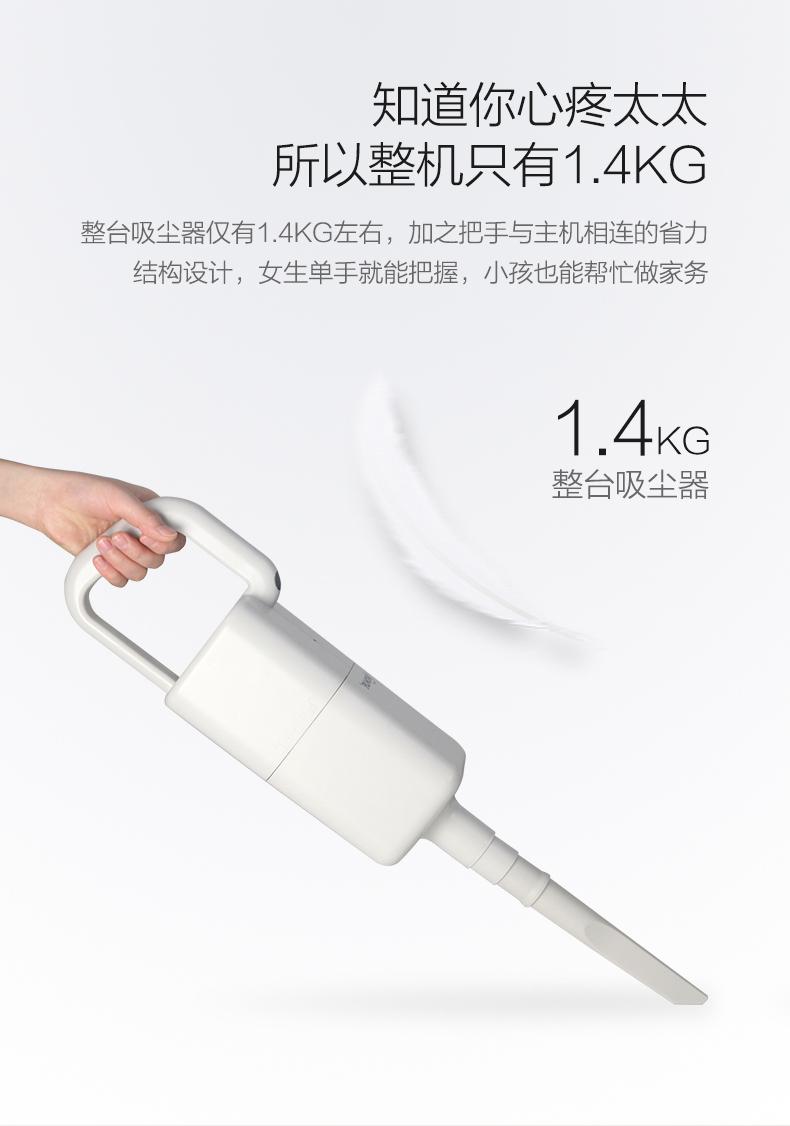 知道你心疼太太
所以整机只有1.4KG
整台吸尘器仅有1.4KG左右，加之把手与主机相连的省力
结构设计，女生单手就能把握，小孩也能帮忙做家务
1.4KG
整台吸尘器